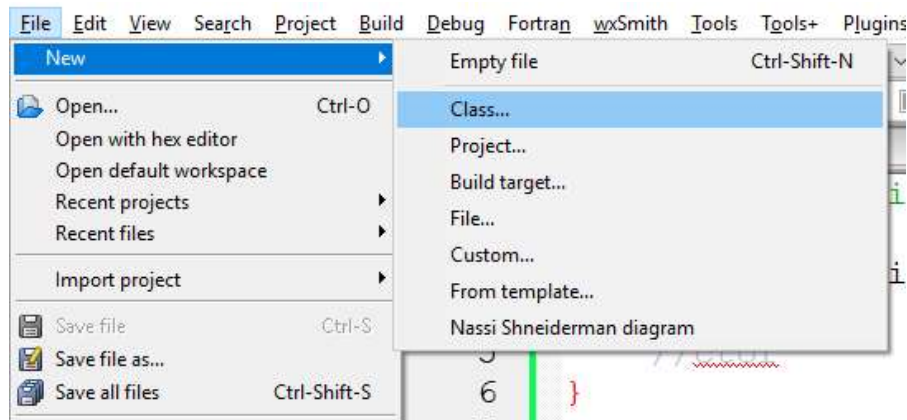 File Edit View Search Project Build Debug Fortran wxSmith Tools Tools+ Plugins
New
Empty file Ctrl-Shift-N
Open... Ctrl-O
Class...
Open with hex editor
Project...
Open default workspace
Build target...
Recent projects
File...
Recent files
Custom...
Import project
From template...
Save file Ctrl-S
Nassi Shneiderman diagram
Save file as...
Save all files Ctrl-Shift-S
6 }